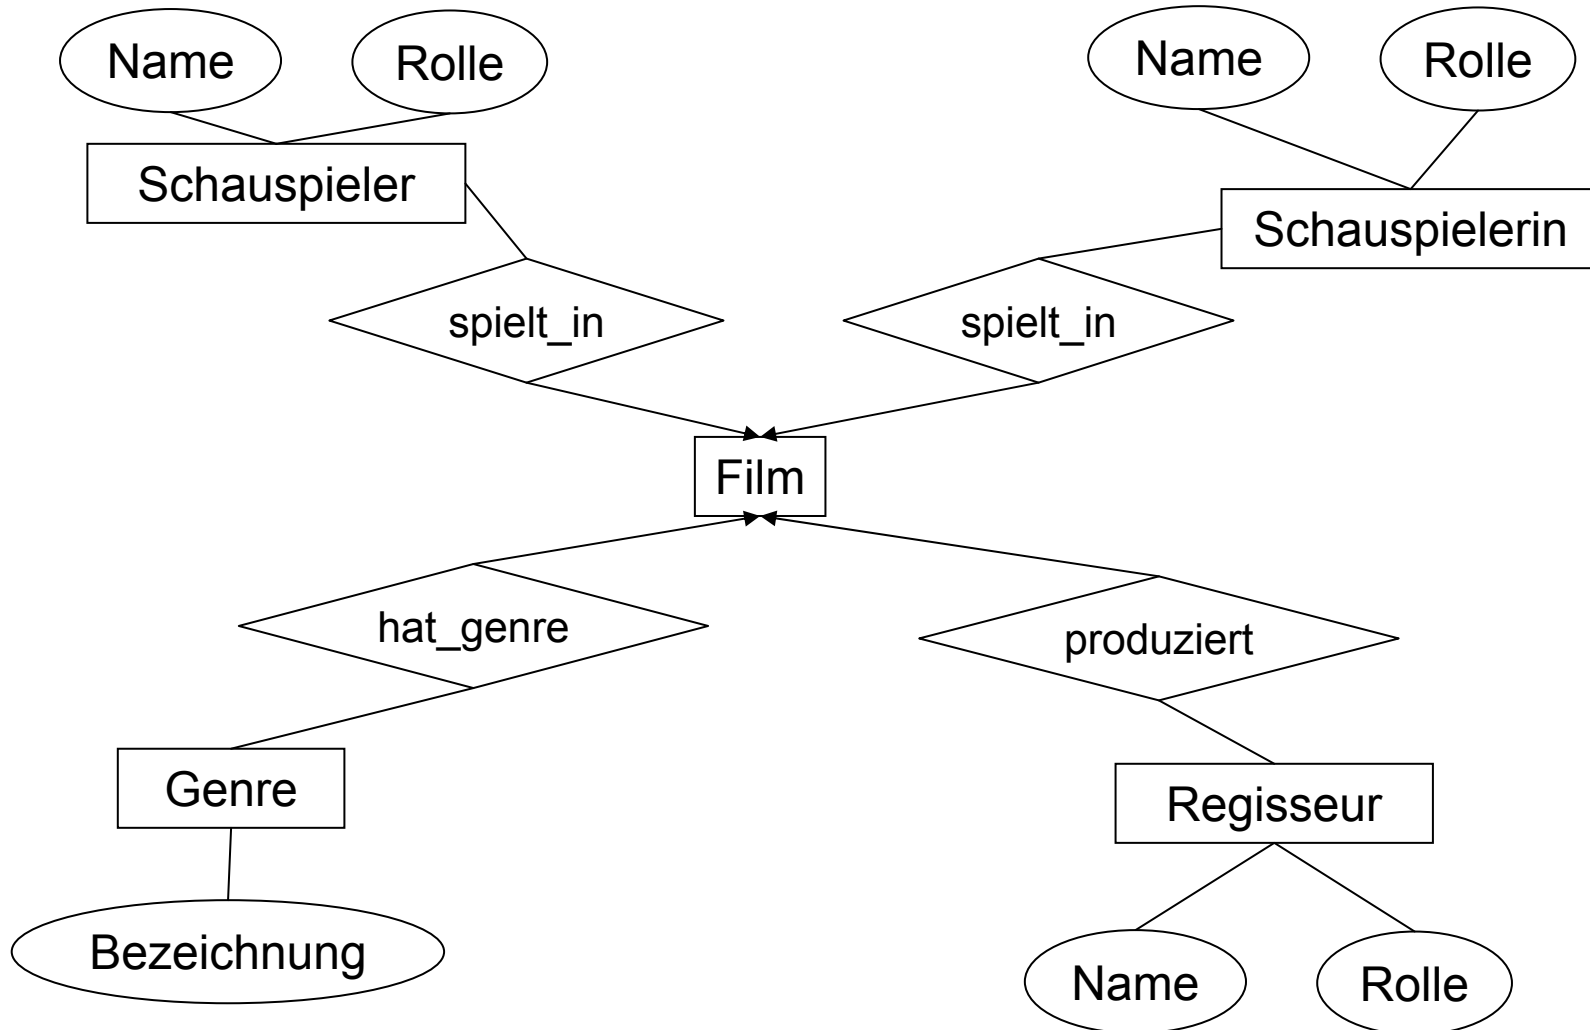 Name
Rolle
Name
Rolle
Schauspieler
Schauspielerin
spielt_in
spielt_in
Film
hat_genre
produziert
Genre
Regisseur
Bezeichnung
Name
Rolle